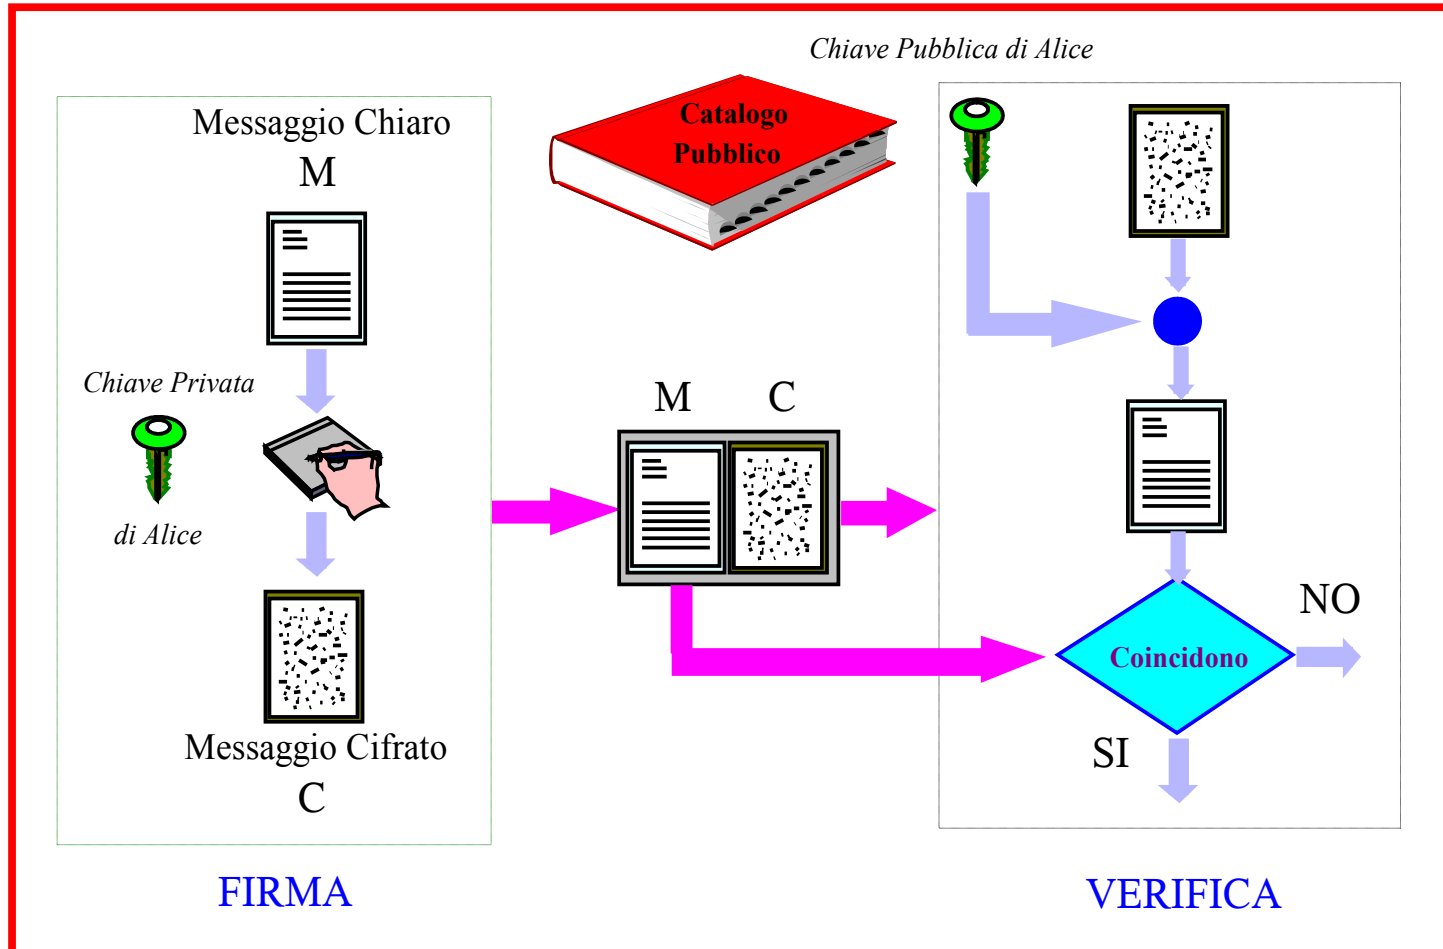 Chiave Pubblica di Alice
Catalogo
Pubblico
Messaggio Chiaro
M
Chiave Privata
di Alice
Messaggio Cifrato
C
FIRMA
M C
Coincidono
NO
SI
VERIFICA